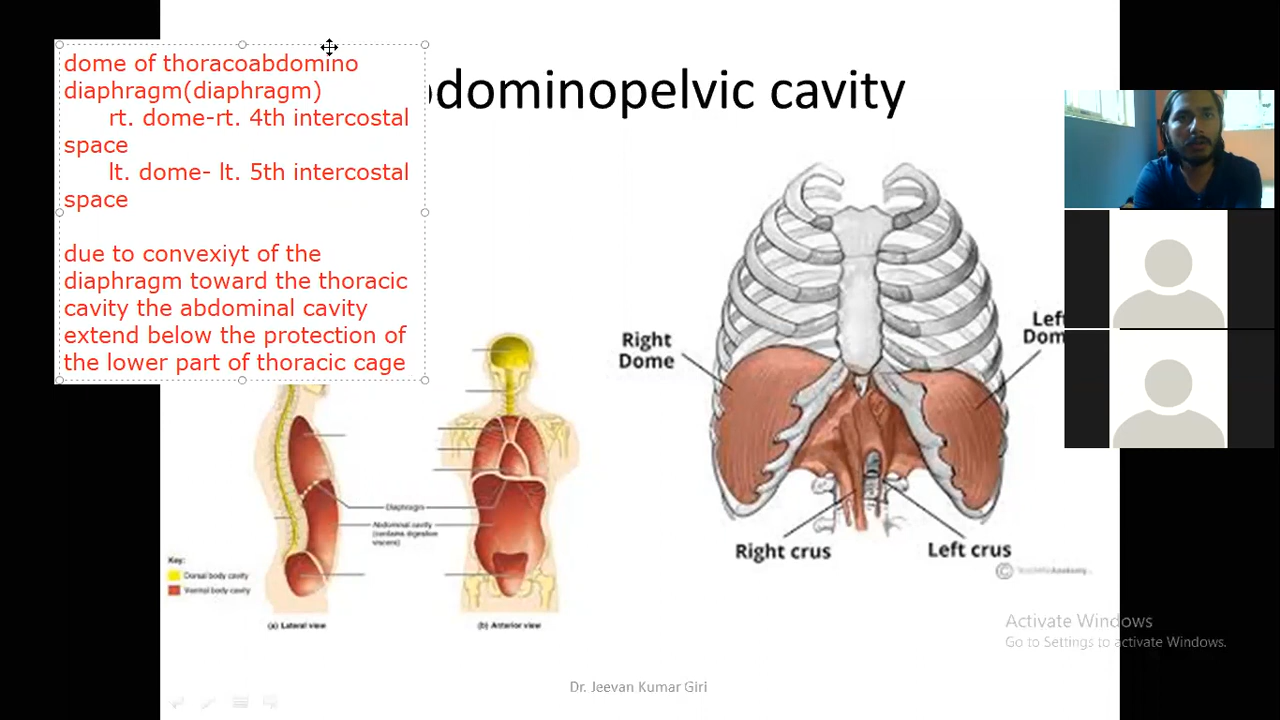 dome of thoracoabdomino
diaphragm(diaphragm)
rt. dome-rt. 4th intercostal
space
lt. dome- lt. 5th intercostal
space
due to convexiyt of the
diaphragm toward the thoracic
cavity the abdominal cavity
extend below the protection of
the lower part of thoracic cage
dominopelvic cavity
Right
Dome
Left
Dom
Right crus
Left crus
Diaphragm
Abdominal cavity
(contains digestive
viscera)
Key:
Dorsal body cavity
Ventral body cavity
(a) Lateral view
(b) Anterior view
©
Activate Windows
Go to Settings to activate Windows.
Dr. Jeevan Kumar Giri